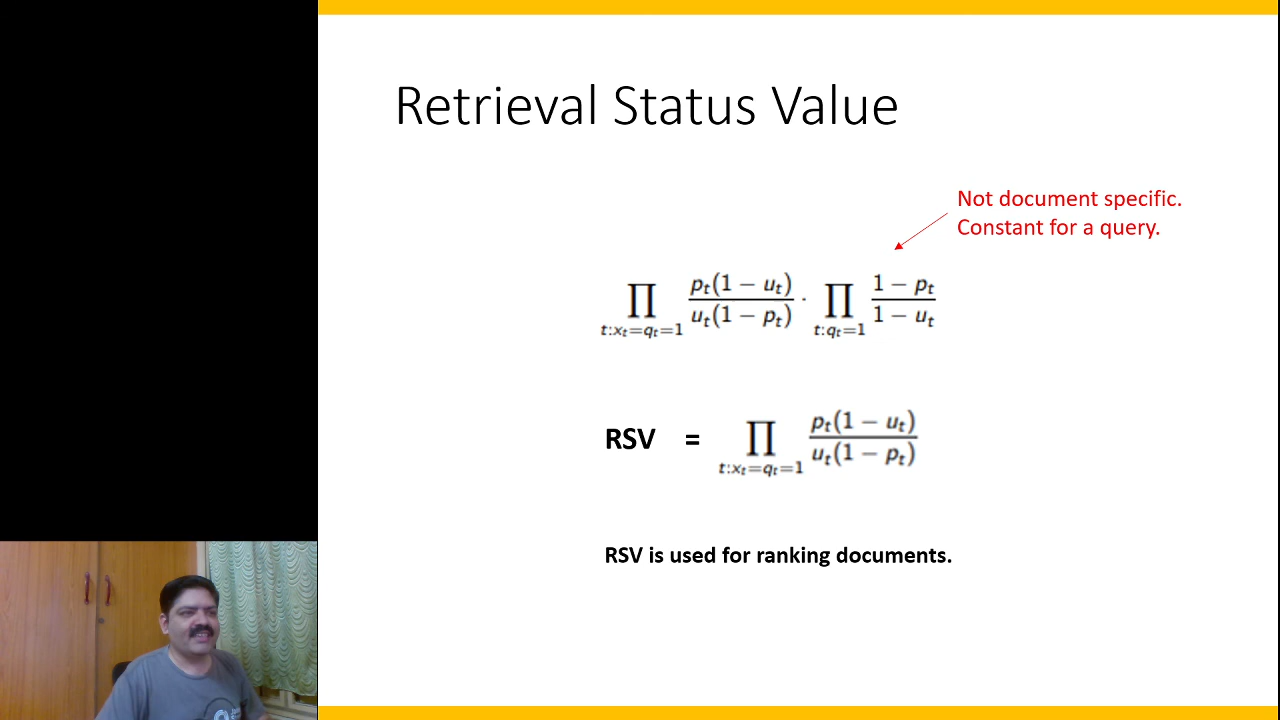 Retrieval Status Value
Not document specific.
Constant for a query.
∏_{t:x_t=q_t=1} p_t(1 − u_t) / u_t(1 − p_t) · ∏_{t:q_t=1} 1 − p_t / 1 − u_t
RSV = ∏_{t:x_t=q_t=1} p_t(1 − u_t) / u_t(1 − p_t)
RSV is used for ranking documents.